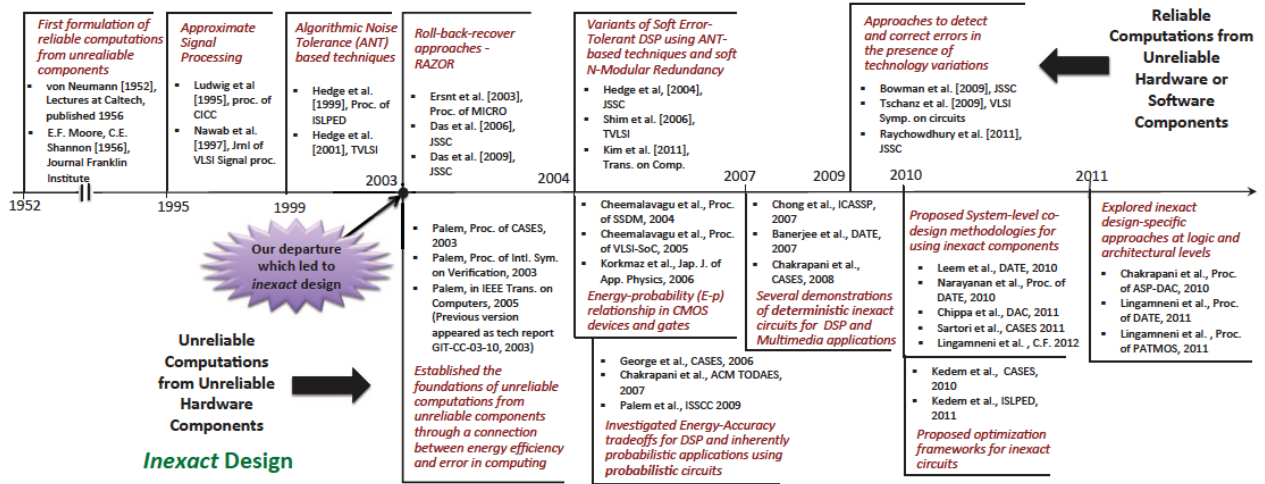 First formulation of
reliable computations
from unrealiable
components
▪ von Neumann [1952],
Lectures at Caltech,
published 1956
▪ E.F. Moore, C.E.
Shannon [1956],
Journal Franklin
Institute
Approximate
Signal
Processing
▪ Ludwig et al
[1995], proc. of
CICC
▪ Nawab et al.
[1997], Jrnl of
VLSI Signal proc.
Algorithmic Noise
Tolerance (ANT)
based techniques
▪ Hedge et al.
[1999], Proc. of
ISLPED
▪ Hedge et al.
[2001], TVLSI
Roll-back-recover
approaches -
RAZOR
▪ Ersnt et al. [2003],
Proc. of MICRO
▪ Das et al. [2006],
JSSC
▪ Das et al. [2009],
JSSC
Variants of Soft Error-
Tolerant DSP using ANT-
based techniques and soft
N-Modular Redundancy
▪ Hedge et al, [2004],
JSSC
▪ Shim et al. [2006],
TVLSI
▪ Kim et al. [2011],
Trans. on Comp.
Approaches to detect
and correct errors in
the presence of
technology variations
▪ Bowman et al. [2009], JSSC
▪ Tschanz et al. [2009], VLSI
Symp. on circuits
▪ Raychowdhury et al. [2011],
JSSC
Reliable
Computations from
Unreliable
Hardware or
Software
Components
1952
1995
1999
2003
2004
2007
2009
2010
2011
Our departure
which led to
inexact design
Unreliable
Computations
from Unreliable
Hardware
Components
Inexact Design
▪ Palem, Proc. of CASES,
2003
▪ Palem, Proc. of Intl. Sym.
on Verification, 2003
▪ Palem, in IEEE Trans. on
Computers, 2005
(Previous version
appeared as tech report
GIT-CC-03-10, 2003)
Established the
foundations of unreliable
computations from
unreliable components
through a connection
between energy efficiency
and error in computing
▪ Cheemalavagu et al., Proc.
of SSDM, 2004
▪ Cheemalavagu et al., Proc.
of VLSI-SoC, 2005
▪ Korkmaz et al., Jap. J. of
App. Physics, 2006
Energy-probability (E-p)
relationship in CMOS
devices and gates
▪ George et al., CASES, 2006
▪ Chakrapani et al., ACM TODAES,
2007
▪ Palem et al., ISSCC 2009
Investigated Energy-Accuracy
tradeoffs for DSP and inherently
probabilistic applications using
probabilistic circuits
▪ Chong et al., ICASSP,
2007
▪ Banerjee et al., DATE,
2007
▪ Chakrapani et al.,
CASES, 2008
Several demonstrations
of deterministic inexact
circuits for DSP and
Multimedia applications
Proposed System-level co-
design methodologies for
using inexact components
▪ Leem et al., DATE, 2010
▪ Narayanan et al., Proc. of
DATE, 2010
▪ Chippa et al., DAC, 2011
▪ Sartori et al., CASES 2011
▪ Lingamneni et al. , C.F. 2012
▪ Kedem et al., CASES,
2010
▪ Kedem et al., ISLPED,
2011
Proposed optimization
frameworks for inexact
circuits
Explored inexact
design-specific
approaches at logic and
architectural levels
▪ Chakrapani et al., Proc.
of ASP-DAC, 2010
▪ Lingamneni et al., Proc.
of DATE, 2011
▪ Lingamneni et al. , Proc.
of PATMOS, 2011